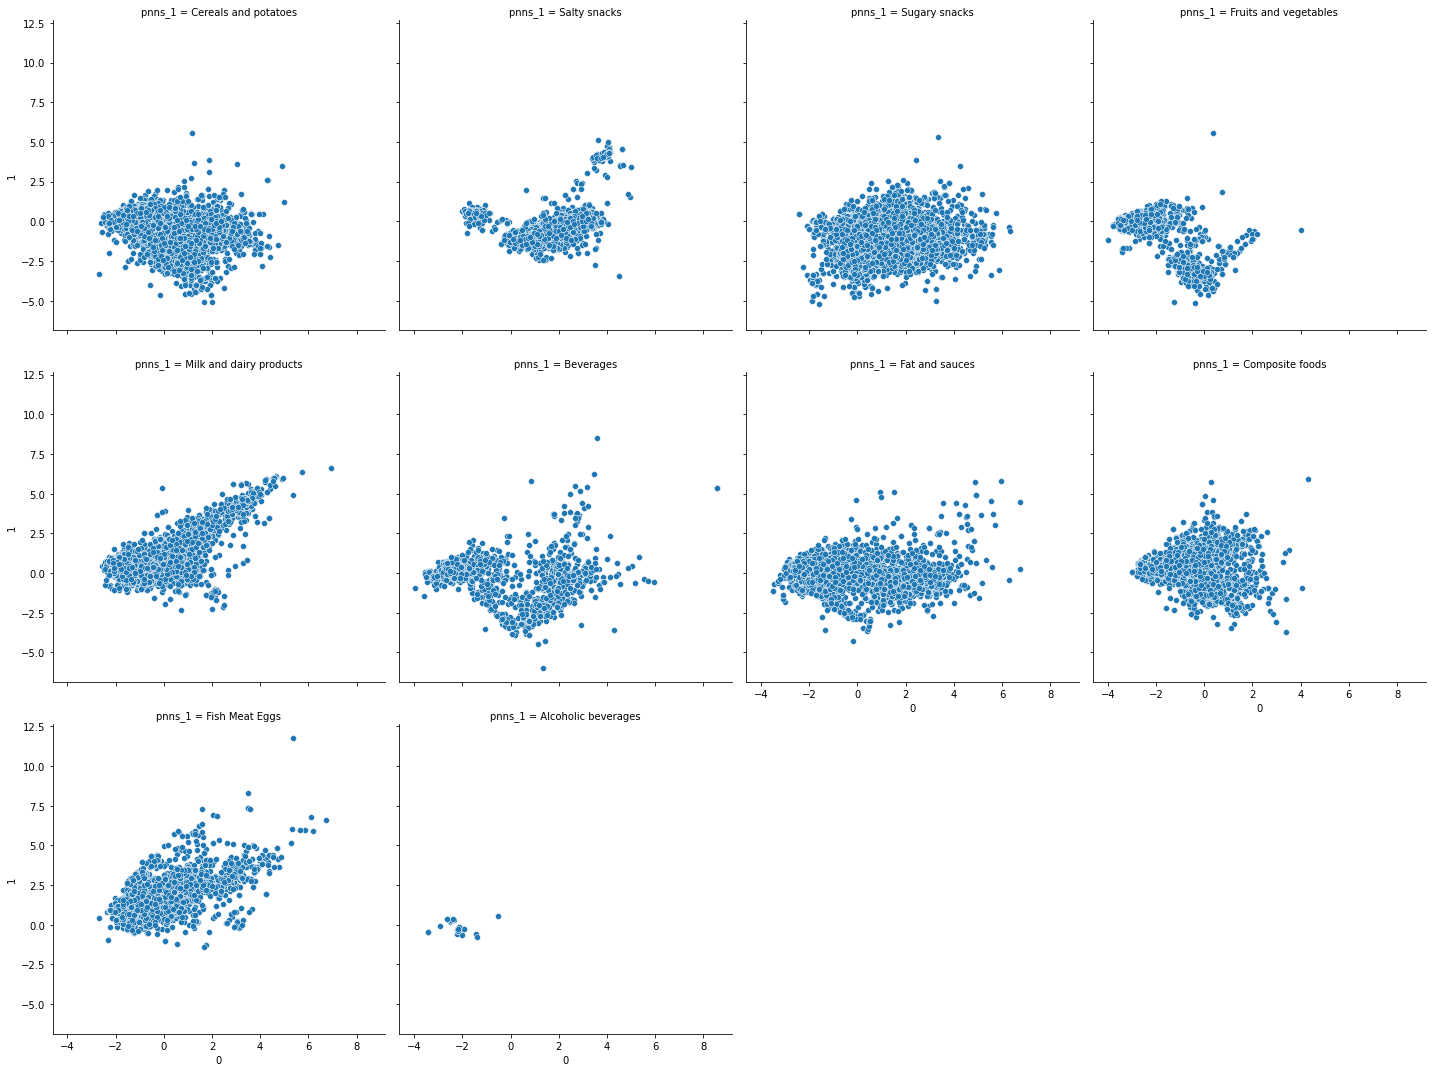 pnns_1 = Cereals and potatoes
pnns_1 = Salty snacks
pnns_1 = Sugary snacks
pnns_1 = Fruits and vegetables
12.5
10.0
7.5
5.0
2.5
0.0
−2.5
−5.0
1
pnns_1 = Milk and dairy products
pnns_1 = Beverages
pnns_1 = Fat and sauces
pnns_1 = Composite foods
12.5
10.0
7.5
5.0
2.5
0.0
−2.5
−5.0
1
−4 −2 0 2 4 6 8
0
−4 −2 0 2 4 6 8
0
pnns_1 = Fish Meat Eggs
pnns_1 = Alcoholic beverages
12.5
10.0
7.5
5.0
2.5
0.0
−2.5
−5.0
1
−4 −2 0 2 4 6 8
0
−4 −2 0 2 4 6 8
0